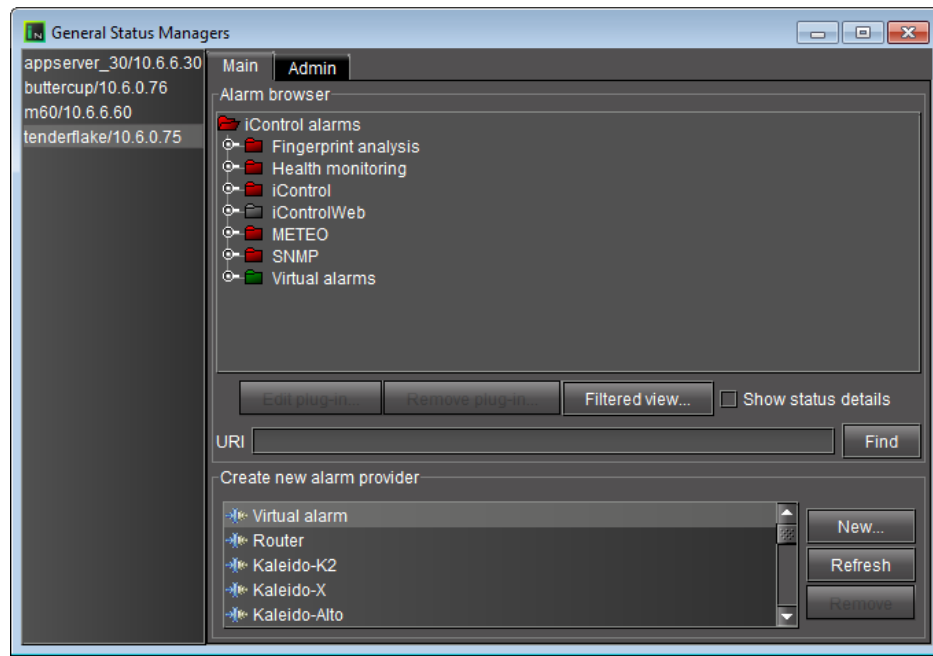 General Status Managers
appserver_30/10.6.6.30
buttercup/10.6.0.76
m60/10.6.6.60
tenderflake/10.6.0.75
Main Admin
Alarm browser
iControl alarms
Fingerprint analysis
Health monitoring
iControl
iControlWeb
METEO
SNMP
Virtual alarms
Edit plug-in... Remove plug-in... Filtered view... Show status details
URI Find
Create new alarm provider
Virtual alarm
Router
Kaleido-K2
Kaleido-X
Kaleido-Alto
New...
Refresh
Remove